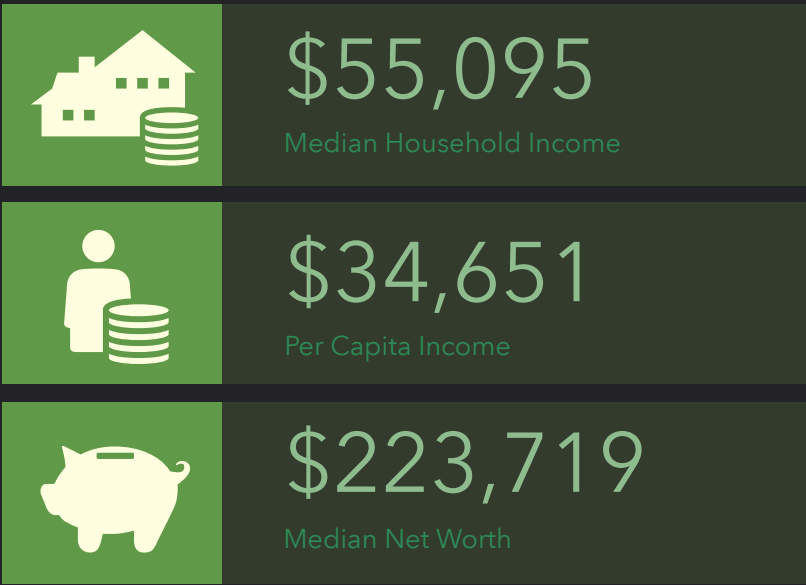 $55,095
Median Household Income
$34,651
Per Capita Income
$223,719
Median Net Worth